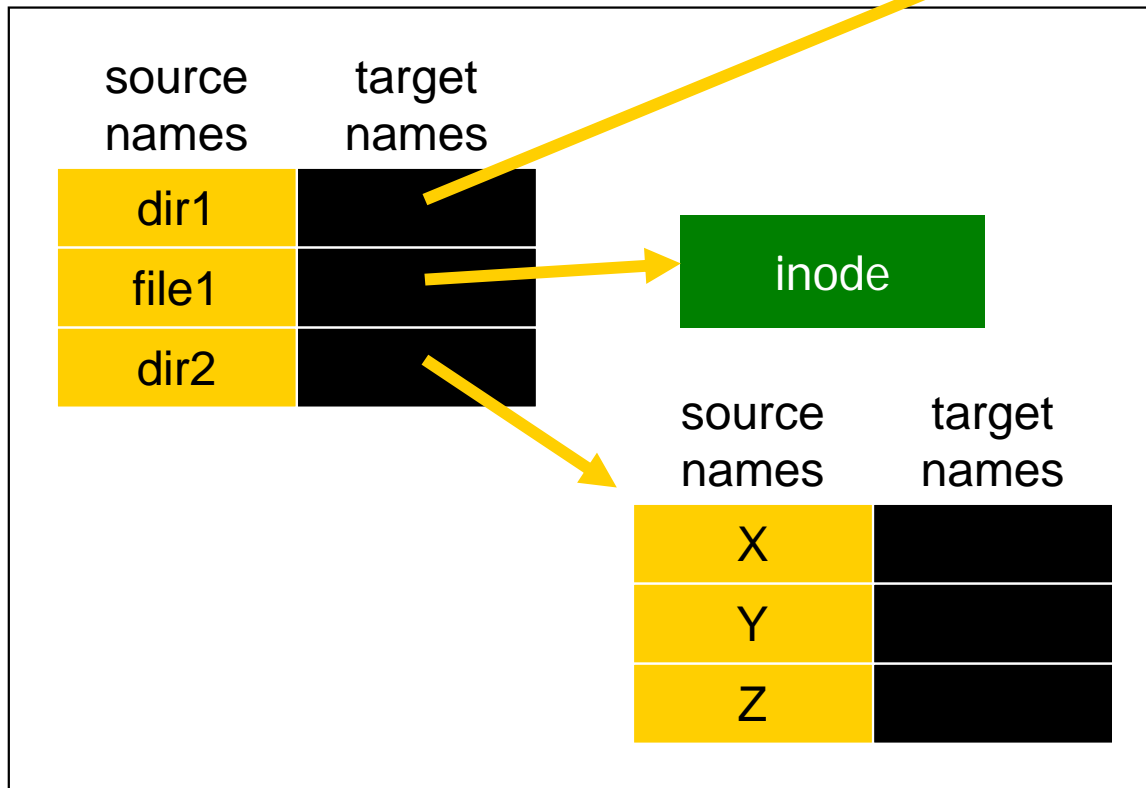 source
names
target
names
dir1
file1
dir2
inode
source
names
target
names
X
Y
Z